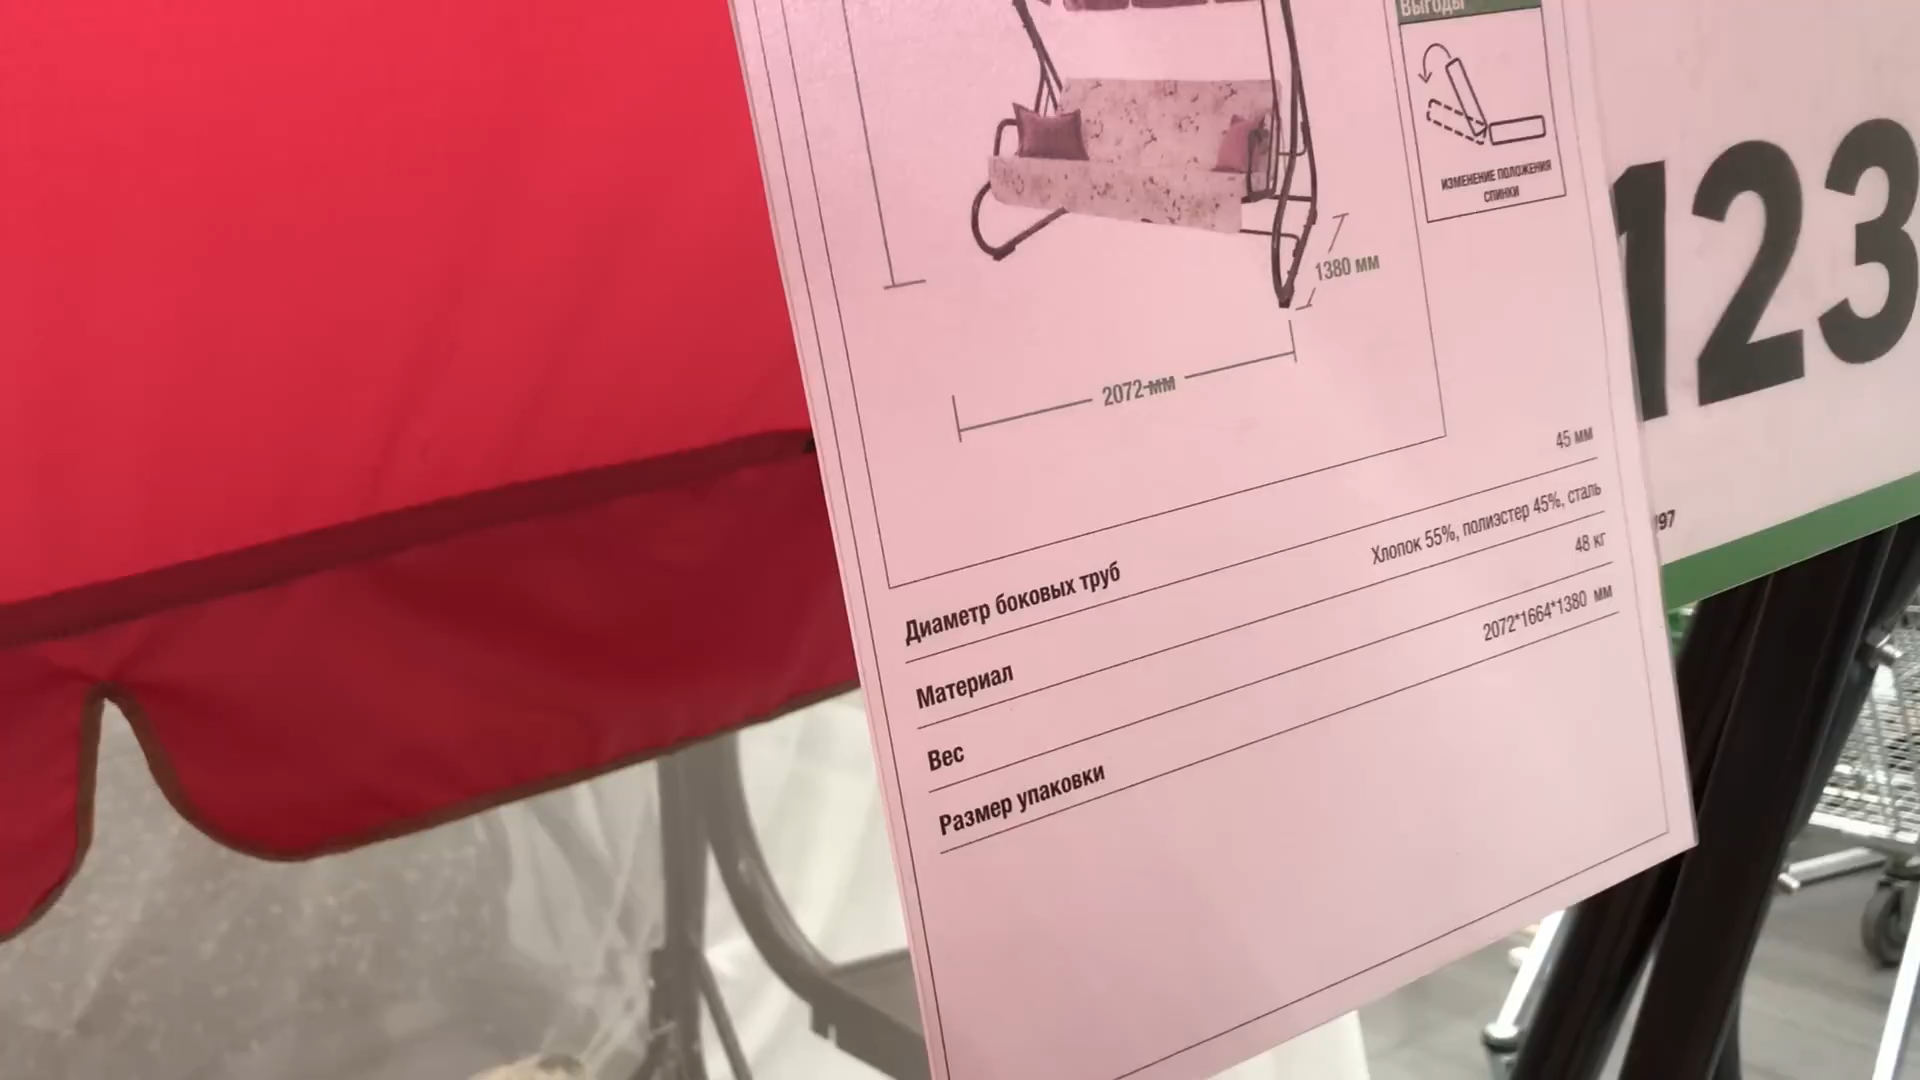 Выгоды
ИЗМЕНЕНИЕ ПОЛОЖЕНИЯ
СПИНКИ
1380 мм
2072 мм
123
97
Диаметр боковых труб 45 мм
Материал Хлопок 55%, полиэстер 45%, сталь
Вес 48 кг
Размер упаковки 2072*1664*1380 мм